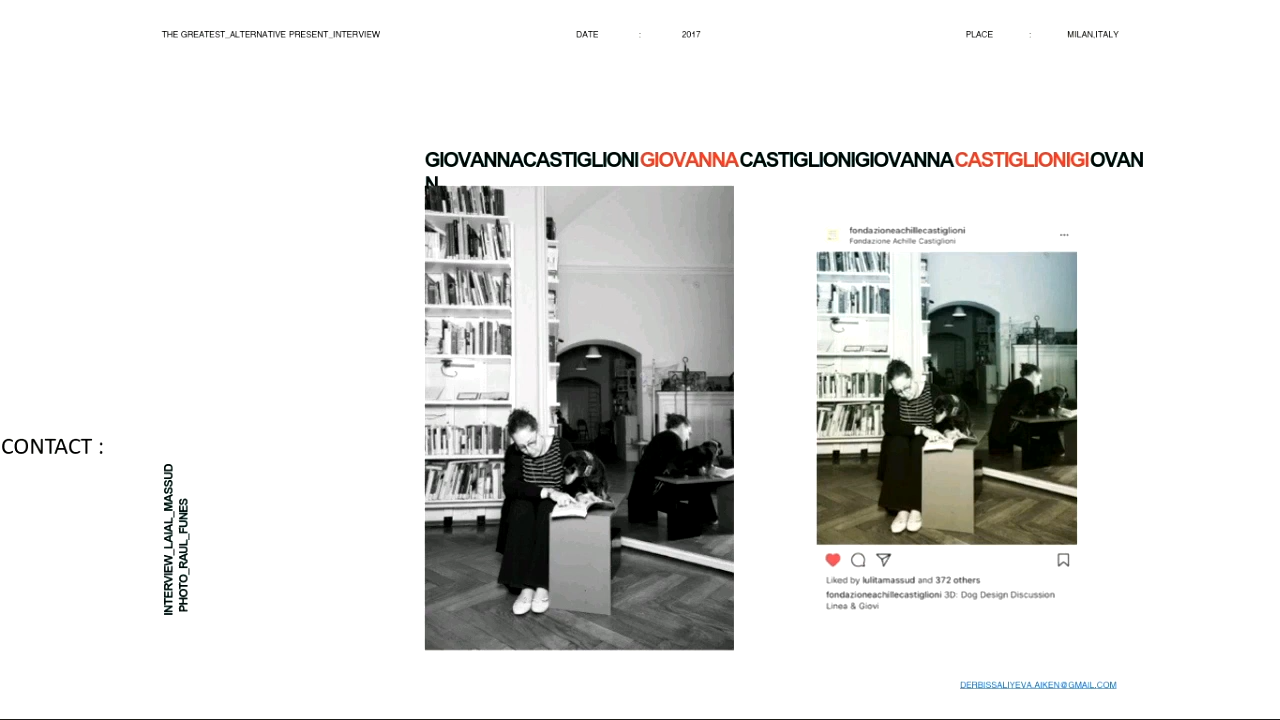 THE GREATEST_ALTERNATIVE PRESENT_INTERVIEW DATE : 2017 PLACE : MILAN,ITALY
GIOVANNACASTIGLIONIGIOVANNACASTIGLIONIGIOVANNACASTIGLIONIGIOVAN
N
fondazioneachillecastiglioni
Fondazione Achille Castiglioni
Liked by lulitamassud and 372 others
fondazioneachillecastiglioni 3D: Dog Design Discussion
Linea & Giovi
CONTACT :
INTERVIEW_LAIAL_MASSUD
PHOTO_RAUL_FUNES
DERBISSALIYEVA.AIKEN@GMAIL.COM